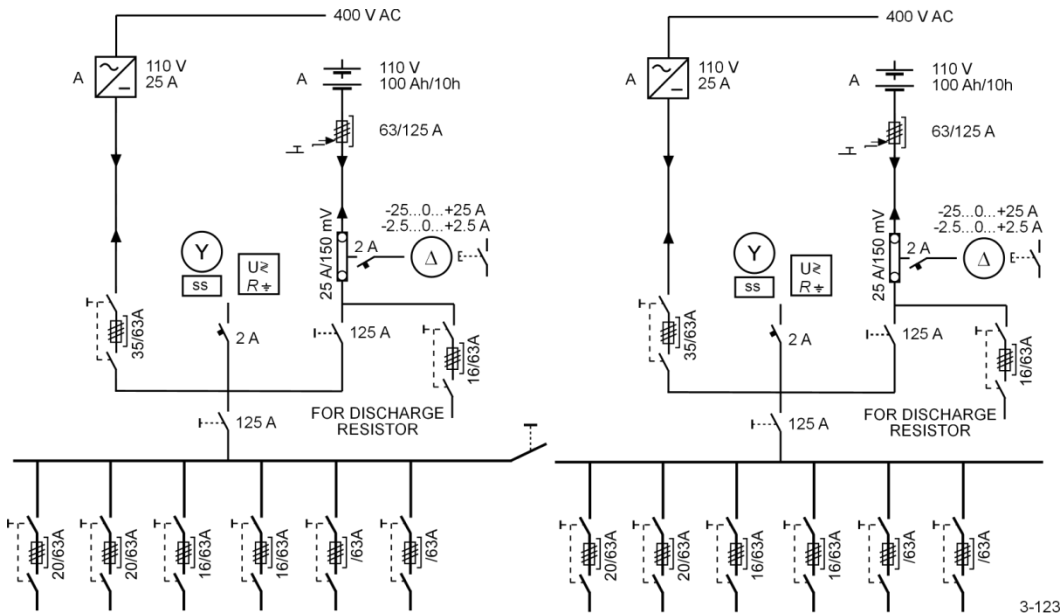 400 V AC
A
110 V
25 A
A
110 V
100 Ah/10h
63/125 A
-25...0...+25 A
-2.5...0...+2.5 A
25 A/150 mV
2 A
Δ
Y
ss
U≷
R⏚
35/63A
2 A
125 A
16/63A
FOR DISCHARGE
RESISTOR
125 A
20/63A
20/63A
16/63A
16/63A
/63A
/63A
400 V AC
A
110 V
25 A
A
110 V
100 Ah/10h
63/125 A
-25...0...+25 A
-2.5...0...+2.5 A
25 A/150 mV
2 A
Δ
Y
ss
U≷
R⏚
35/63A
2 A
125 A
16/63A
FOR DISCHARGE
RESISTOR
125 A
20/63A
20/63A
16/63A
16/63A
/63A
/63A
3-123